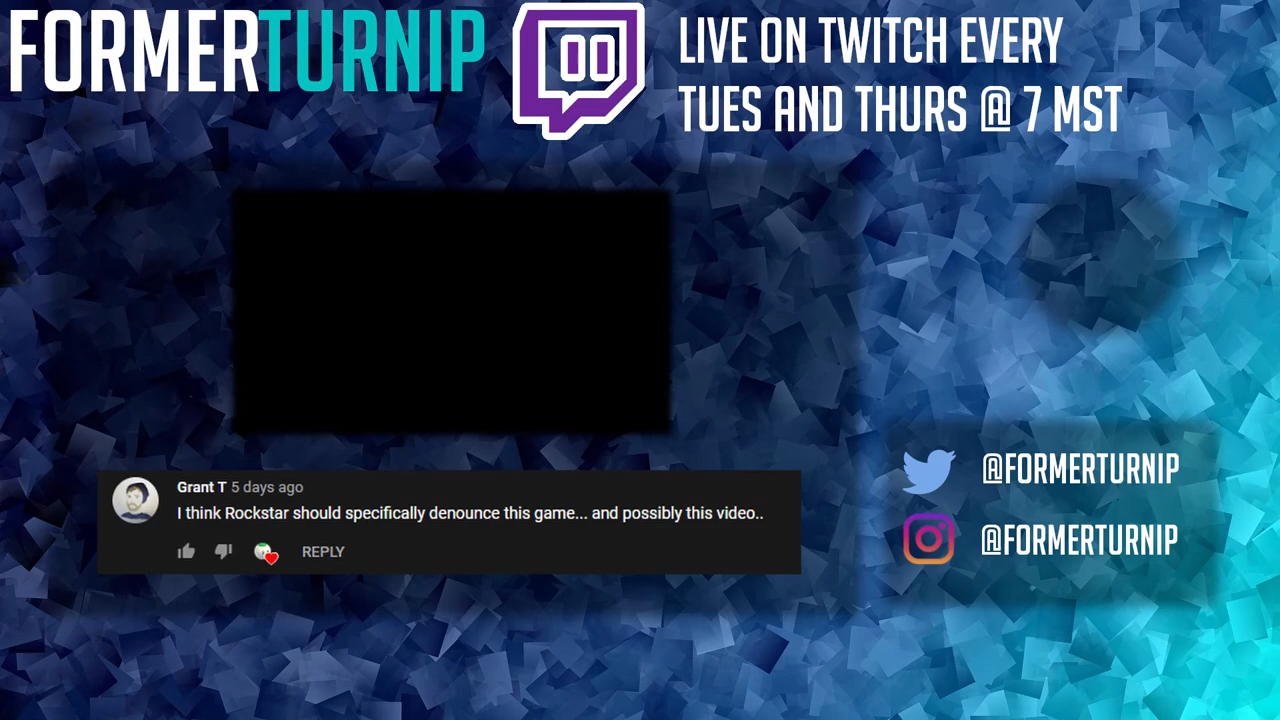 FORMERTURNIP
LIVE ON TWITCH EVERY
TUES AND THURS @ 7 MST
Grant T 5 days ago
I think Rockstar should specifically denounce this game... and possibly this video..
REPLY
@FORMERTURNIP
@FORMERTURNIP